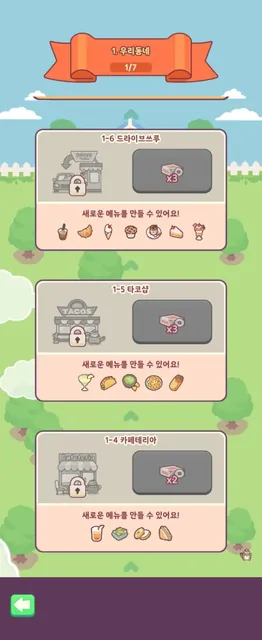 1. 우리동네
1/7
1-6 드라이브쓰루
x3
새로운 메뉴를 만들 수 있어요!
1-5 타코샵
TACOS
x3
새로운 메뉴를 만들 수 있어요!
1-4 카페테리아
Cafeteria
x2
새로운 메뉴를 만들 수 있어요!